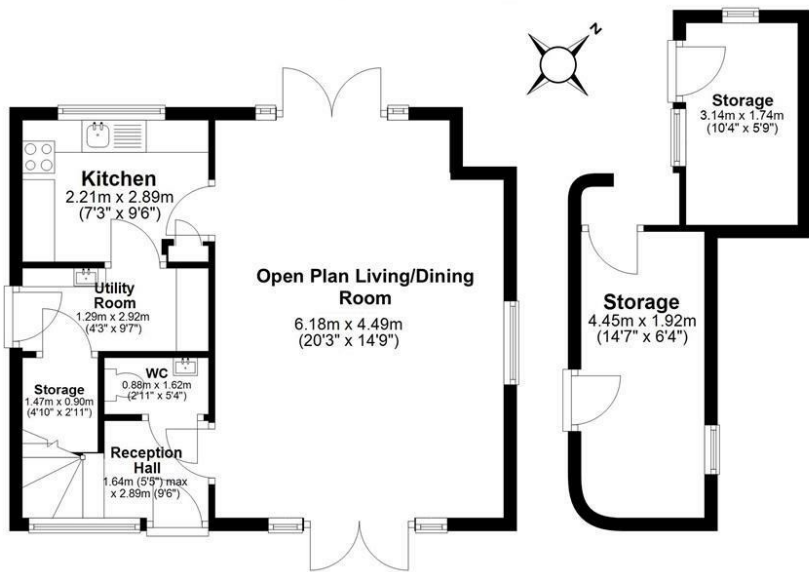 N
Storage
3.14m x 1.74m
(10'4" x 5'9")
Kitchen
2.21m x 2.89m
(7'3" x 9'6")
Open Plan Living/Dining
Room
6.18m x 4.49m
(20'3" x 14'9")
Utility
Room
1.29m x 2.92m
(4'3" x 9'7")
Storage
4.45m x 1.92m
(14'7" x 6'4")
WC
0.88m x 1.62m
(2'11" x 5'4")
Storage
1.47m x 0.90m
(4'10" x 2'11")
Reception
Hall
1.64m (5'5") max
x 2.89m (9'6")